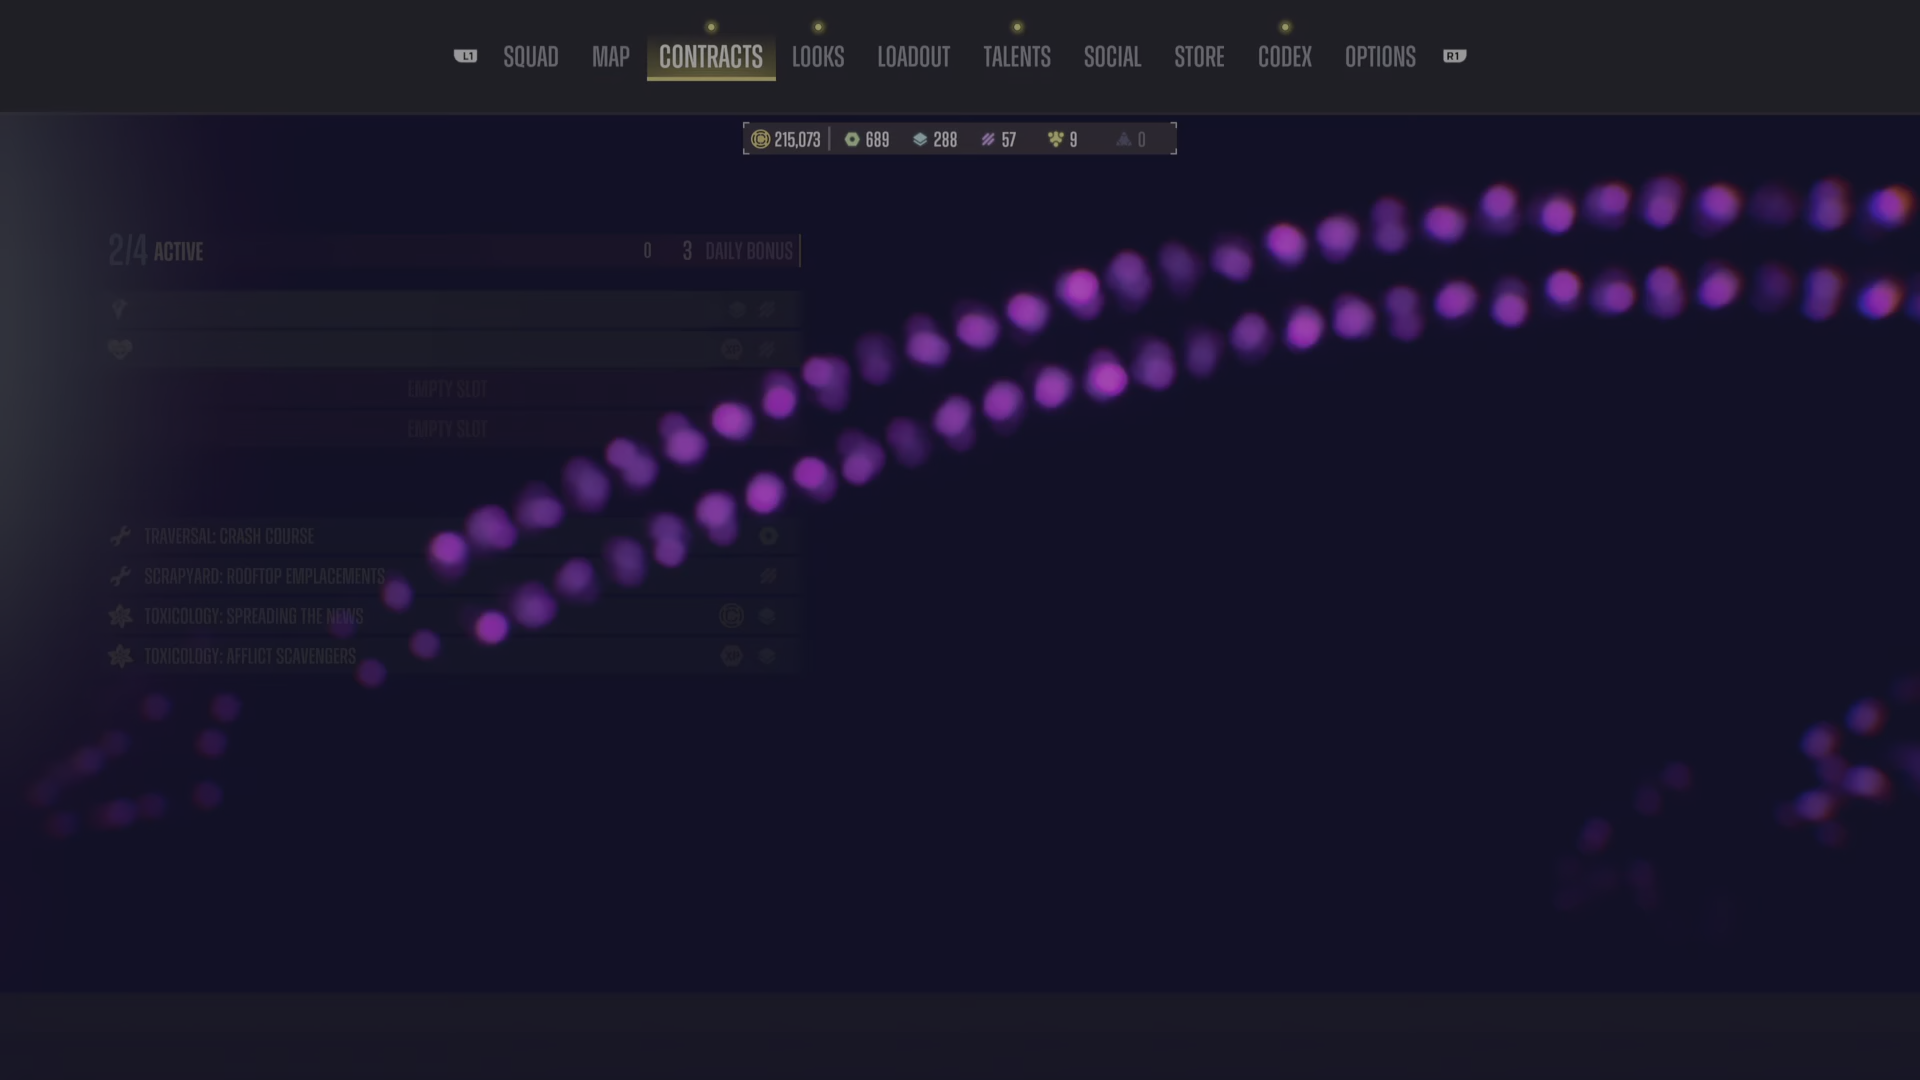 L1 SQUAD MAP CONTRACTS LOOKS LOADOUT TALENTS SOCIAL STORE CODEX OPTIONS R1
215,073 689 288 57 9 0
2/4 ACTIVE 0 3 DAILY BONUS
EMPTY SLOT
EMPTY SLOT
TRAVERSAL: CRASH COURSE
SCRAPYARD: ROOFTOP EMPLACEMENTS
TOXICOLOGY: SPREADING THE NEWS
TOXICOLOGY: AFFLICT SCAVENGERS